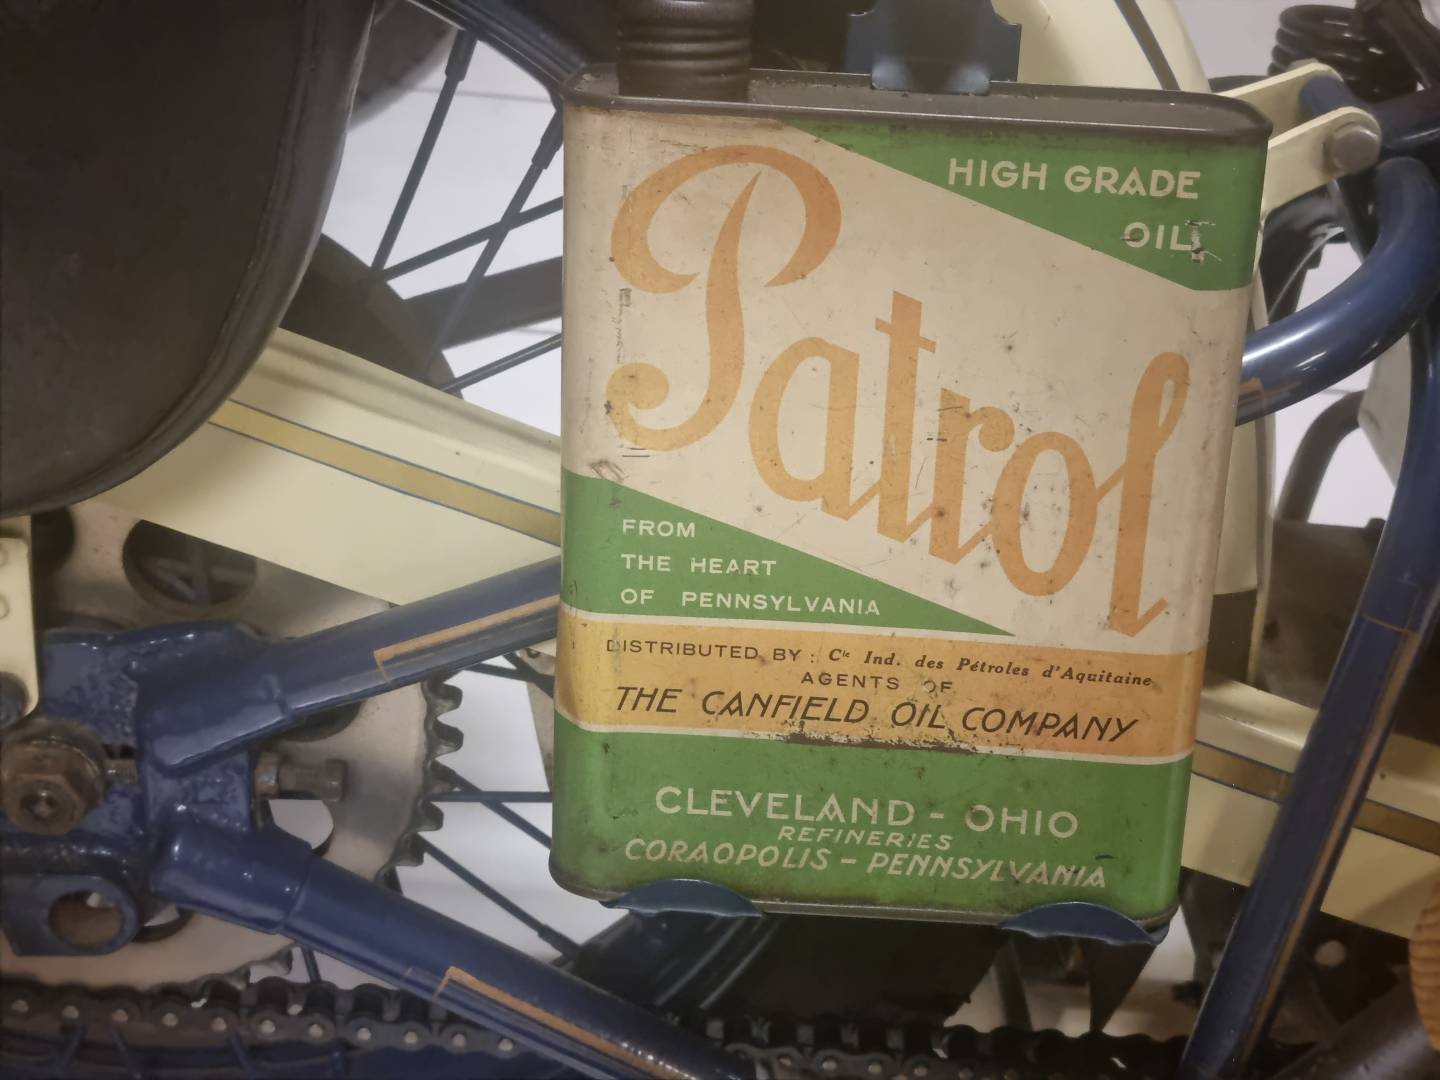 HIGH GRADE
OIL
Patrol
FROM
THE HEART
OF PENNSYLVANIA
DISTRIBUTED BY : Cie Ind. des Pétroles d'Aquitaine
AGENTS OF
THE CANFIELD OIL COMPANY
CLEVELAND - OHIO
REFINERIES
CORAOPOLIS - PENNSYLVANIA